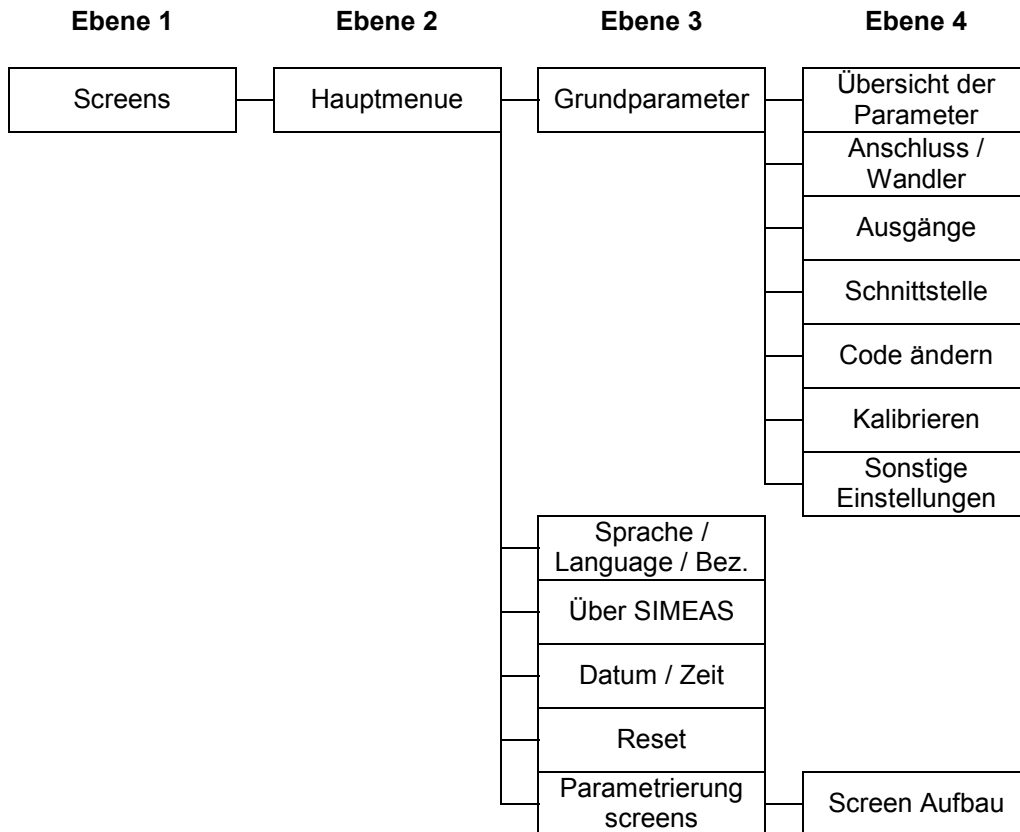 Ebene 1 Ebene 2 Ebene 3 Ebene 4
Screens Hauptmenue Grundparameter Übersicht der
Parameter
Anschluss /
Wandler
Ausgänge
Schnittstelle
Code ändern
Kalibrieren
Sonstige
Einstellungen
Sprache /
Language / Bez.
Über SIMEAS
Datum / Zeit
Reset
Parametrierung
screens
Screen Aufbau